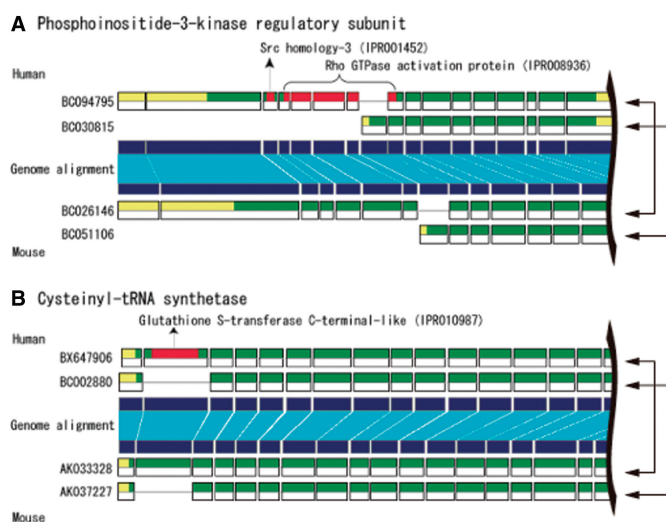 A Phosphoinositide-3-kinase regulatory subunit
Src homology-3 (IPR001452)
Human
Rho GTPase activation protein (IPR008936)
BC094795
BC030815
Genome alignment
BC026146
BC051106
Mouse
B Cysteinyl-tRNA synthetase
Glutathione S-transferase C-terminal-like (IPR010987)
Human
BX647906
BC002880
Genome alignment
AK033328
AK037227
Mouse